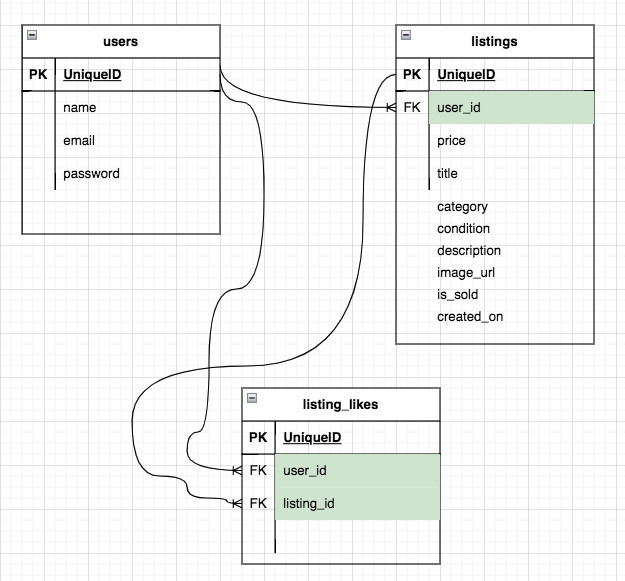 users
PK UniqueID
name
email
password
listings
PK UniqueID
FK user_id
price
title
category
condition
description
image_url
is_sold
created_on
listing_likes
PK UniqueID
FK user_id
FK listing_id